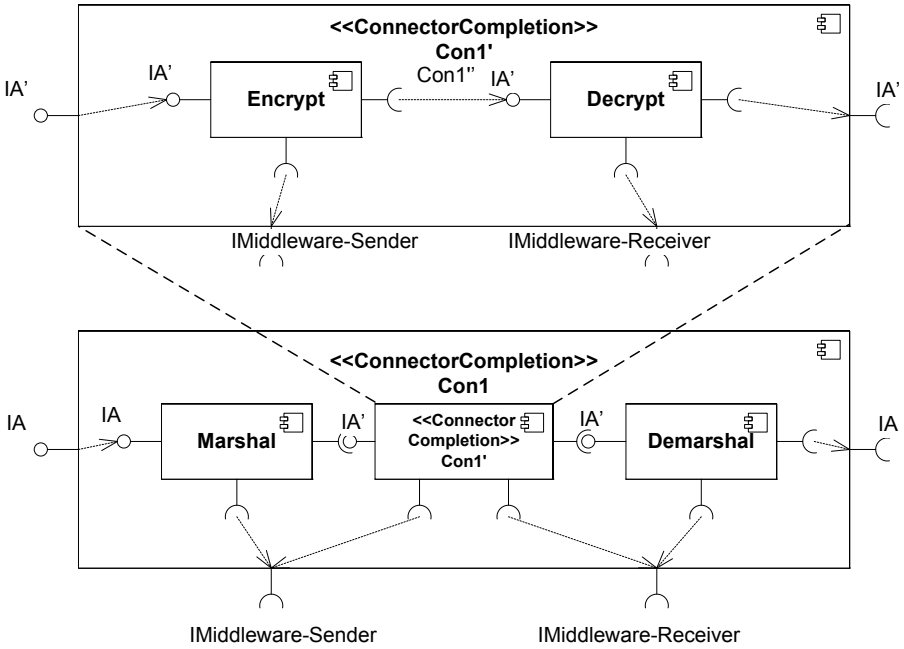 <<ConnectorCompletion>>
Con1'
Con1''
IA’
IA’
IA’
IA’
Encrypt
Decrypt
IMiddleware-Sender
IMiddleware-Receiver
<<ConnectorCompletion>>
Con1
IA
IA
IA’
IA’
IA
Marshal
<<Connector
Completion>>
Con1'
Demarshal
IMiddleware-Sender
IMiddleware-Receiver